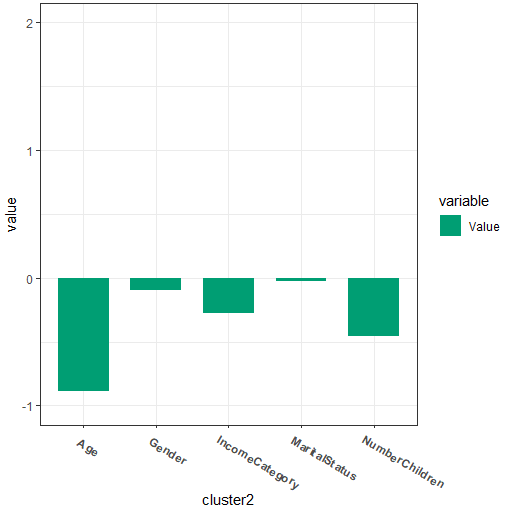 2
1
0
-1
value
Age
Gender
IncomeCategory
MaritalStatus
NumberChildren
cluster2
variable
Value